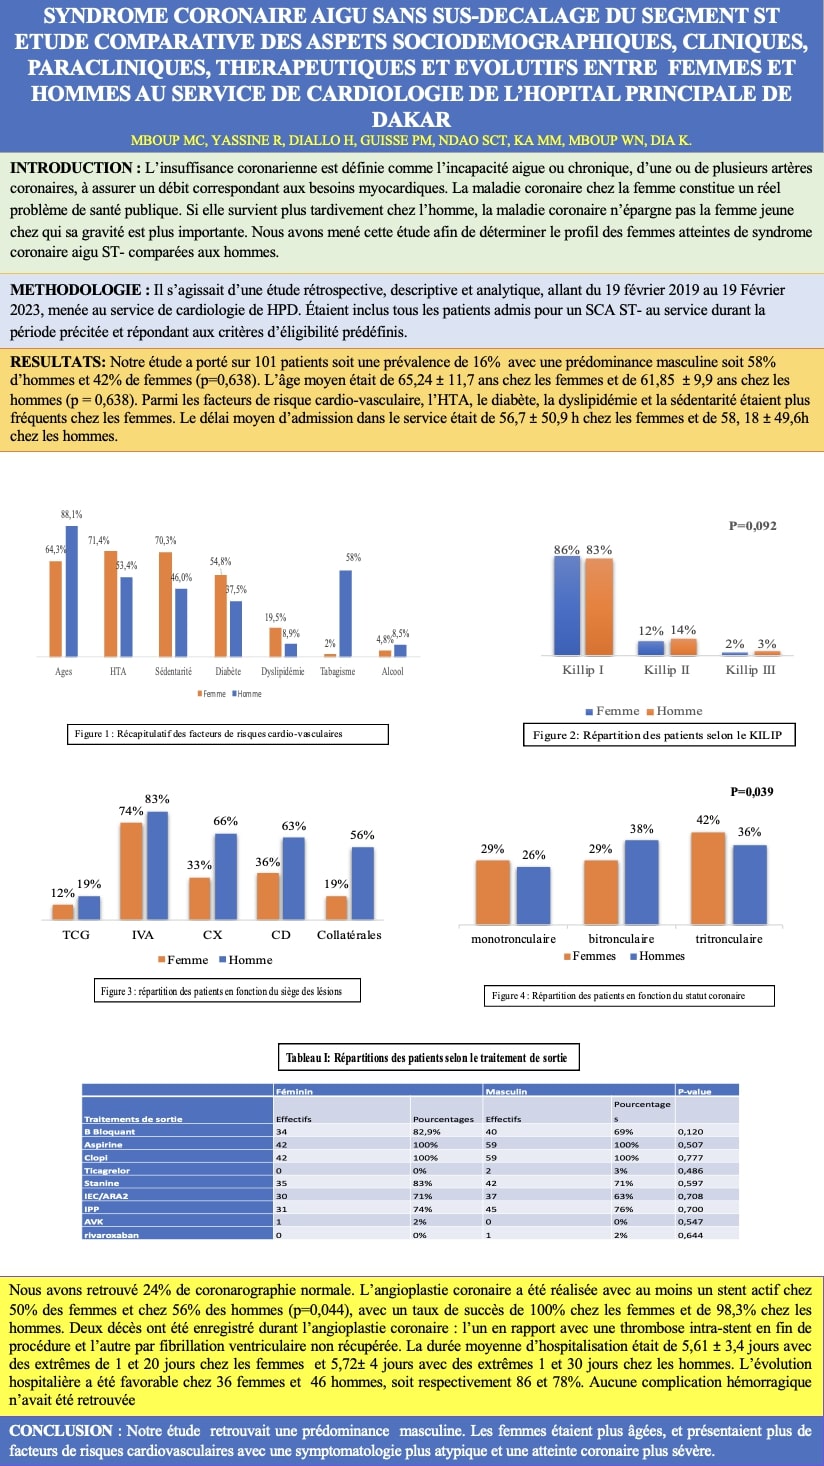 SYNDROME CORONAIRE AIGU SANS SUS-DECALAGE DU SEGMENT ST
ETUDE COMPARATIVE DES ASPETS SOCIODEMOGRAPHIQUES, CLINIQUES,
PARACLINIQUES, THERAPEUTIQUES ET EVOLUTIFS ENTRE FEMMES ET
HOMMES AU SERVICE DE CARDIOLOGIE DE L'HOPITAL PRINCIPALE DE
DAKAR
MBOUP MC, YASSINE R, DIALLO H, GUISSE PM, NDAO SCT, KA MM, MBOUP WN, DIA K.
INTRODUCTION : L'insuffisance coronarienne est définie comme l'incapacité aigue ou chronique, d'une ou de plusieurs artères
coronaires, à assurer un débit correspondant aux besoins myocardiques. La maladie coronaire chez la femme constitue un réel
problème de santé publique. Si elle survient plus tardivement chez l'homme, la maladie coronaire n'épargne pas la femme jeune
chez qui sa gravité est plus importante. Nous avons mené cette étude afin de déterminer le profil des femmes atteintes de syndrome
coronaire aigu ST- comparées aux hommes.
METHODOLOGIE : Il s'agissait d'une étude rétrospective, descriptive et analytique, allant du 19 février 2019 au 19 Février
2023, menée au service de cardiologie de HPD. Étaient inclus tous les patients admis pour un SCA ST- au service durant la
période précitée et répondant aux critères d'éligibilité prédéfinis.
RESULTATS: Notre étude a porté sur 101 patients soit une prévalence de 16% avec une prédominance masculine soit 58%
d'hommes et 42% de femmes (p=0,638). L'âge moyen était de 65,24 ± 11,7 ans chez les femmes et de 61,85 ± 9,9 ans chez les
hommes (p = 0,638). Parmi les facteurs de risque cardio-vasculaire, l'HTA, le diabète, la dyslipidémie et la sédentarité étaient plus
fréquents chez les femmes. Le délai moyen d'admission dans le service était de 56,7 ± 50,9 h chez les femmes et de 58, 18 ± 49,6h
chez les hommes.
64,3% 88,1% 71,4% 53,4% 70,3% 46,0% 54,8% 37,5% 19,5% 8,9% 2% 58% 4,8% 8,5%
Ages HTA Sédentarité Diabète Dyslipidémie Tabagisme Alcool
Femme Homme
Figure 1 : Récapitulatif des facteurs de risques cardio-vasculaires
P=0,092
86% 83% 12% 14% 2% 3%
Killip I Killip II Killip III
Femme Homme
Figure 2: Répartition des patients selon le KILIP
12% 19% 74% 83% 33% 66% 36% 63% 19% 56%
TCG IVA CX CD Collatérales
Femme Homme
Figure 3 : répartition des patients en fonction du siège des lésions
P=0,039
29% 26% 29% 38% 42% 36%
monotronculaire bitronculaire tritronculaire
Femmes Hommes
Figure 4 : Répartition des patients en fonction du statut coronaire
Tableau I: Répartitions des patients selon le traitement de sortie
Féminin Masculin P-value
Traitements de sortie Effectifs Pourcentages Effectifs Pourcentage
s
B Bloquant 34 82,9% 40 69% 0,120
Aspirine 42 100% 59 100% 0,507
Clopi 42 100% 59 100% 0,777
Ticagrelor 0 0% 2 3% 0,486
Stanine 35 83% 42 71% 0,597
IEC/ARA2 30 71% 37 63% 0,708
IPP 31 74% 45 76% 0,700
AVK 1 2% 0 0% 0,547
rivaroxaban 0 0% 1 2% 0,644
Nous avons retrouvé 24% de coronarographie normale. L'angioplastie coronaire a été réalisée avec au moins un stent actif chez
50% des femmes et chez 56% des hommes (p=0,044), avec un taux de succès de 100% chez les femmes et de 98,3% chez les
hommes. Deux décès ont été enregistré durant l'angioplastie coronaire : l'un en rapport avec une thrombose intra-stent en fin de
procédure et l'autre par fibrillation ventriculaire non récupérée. La durée moyenne d'hospitalisation était de 5,61 ± 3,4 jours avec
des extrêmes de 1 et 20 jours chez les femmes et 5,72± 4 jours avec des extrêmes 1 et 30 jours chez les hommes. L'évolution
hospitalière a été favorable chez 36 femmes et 46 hommes, soit respectivement 86 et 78%. Aucune complication hémorragique
n'avait été retrouvée
CONCLUSION : Notre étude retrouvait une prédominance masculine. Les femmes étaient plus âgées, et présentaient plus de
facteurs de risques cardiovasculaires avec une symptomatologie plus atypique et une atteinte coronaire plus sévère.